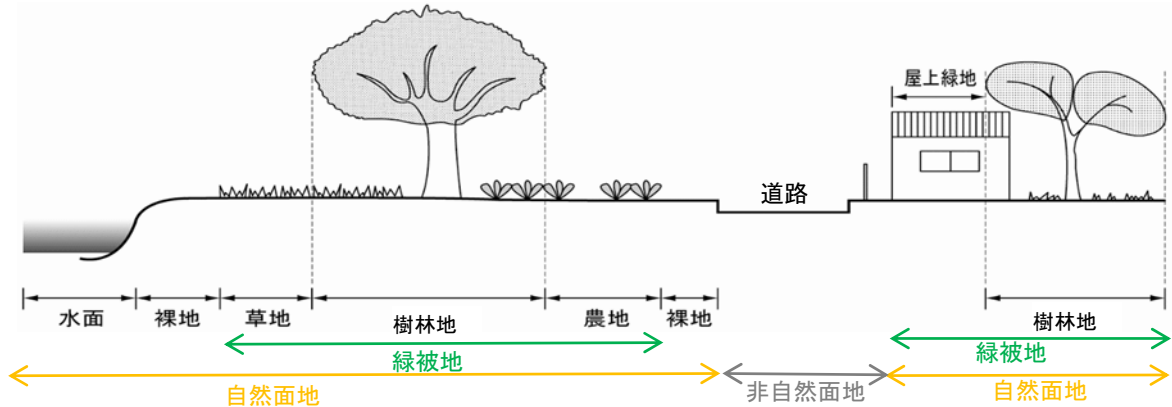 屋上緑地
道路
水面
裸地
草地
樹林地
農地
裸地
樹林地
緑被地
緑被地
自然面地
非自然面地
自然面地